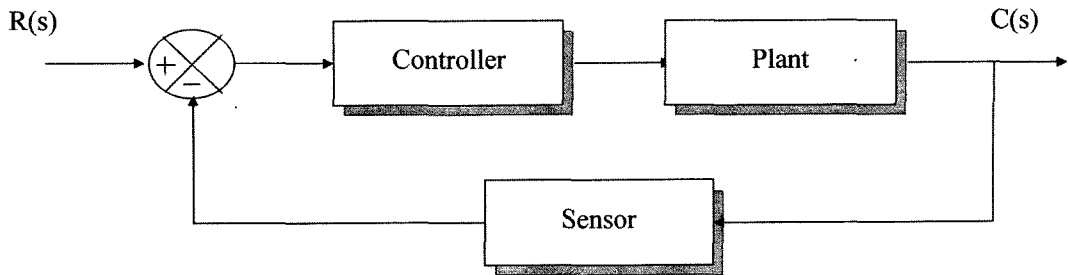 R(s)
C(s)
+
−
Controller
Plant
Sensor